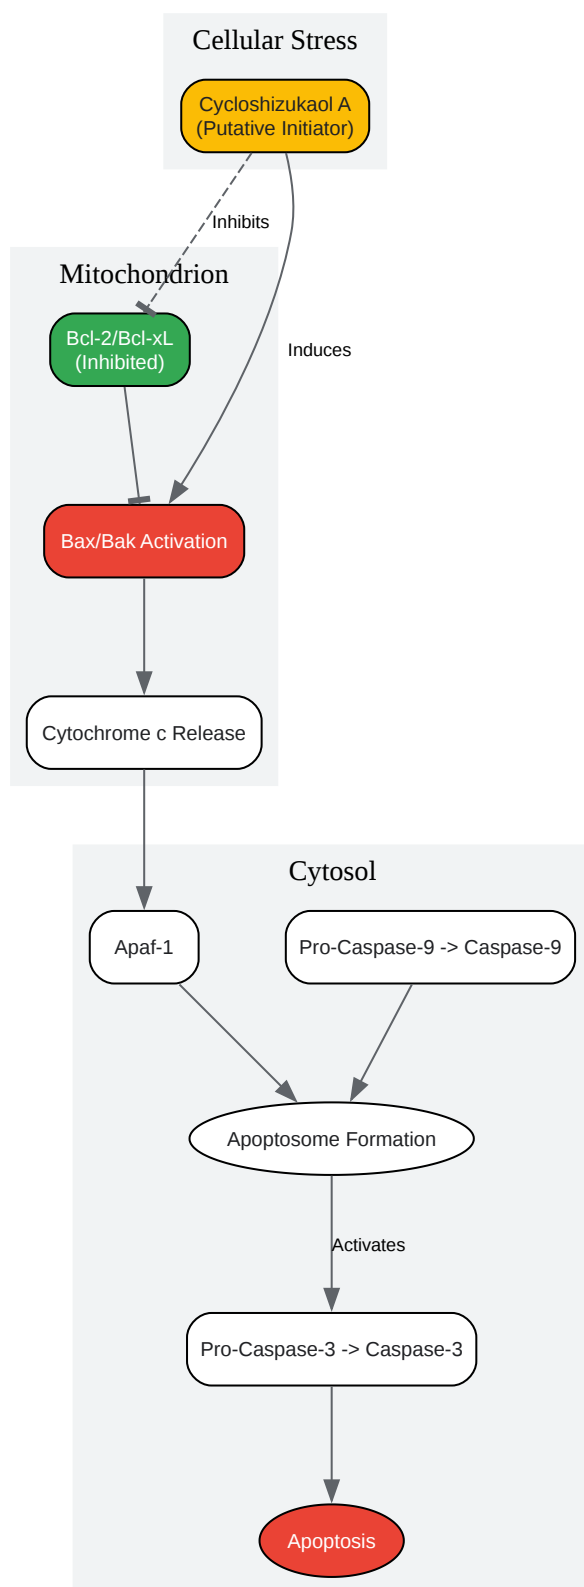 Cellular Stress
Cycloshizukaol A
(Putative Initiator)
Inhibits
Mitochondrion
Bcl-2/Bcl-xL
(Inhibited)
Induces
Bax/Bak Activation
Cytochrome c Release
Cytosol
Apaf-1
Pro-Caspase-9 -> Caspase-9
Apoptosome Formation
Activates
Pro-Caspase-3 -> Caspase-3
Apoptosis